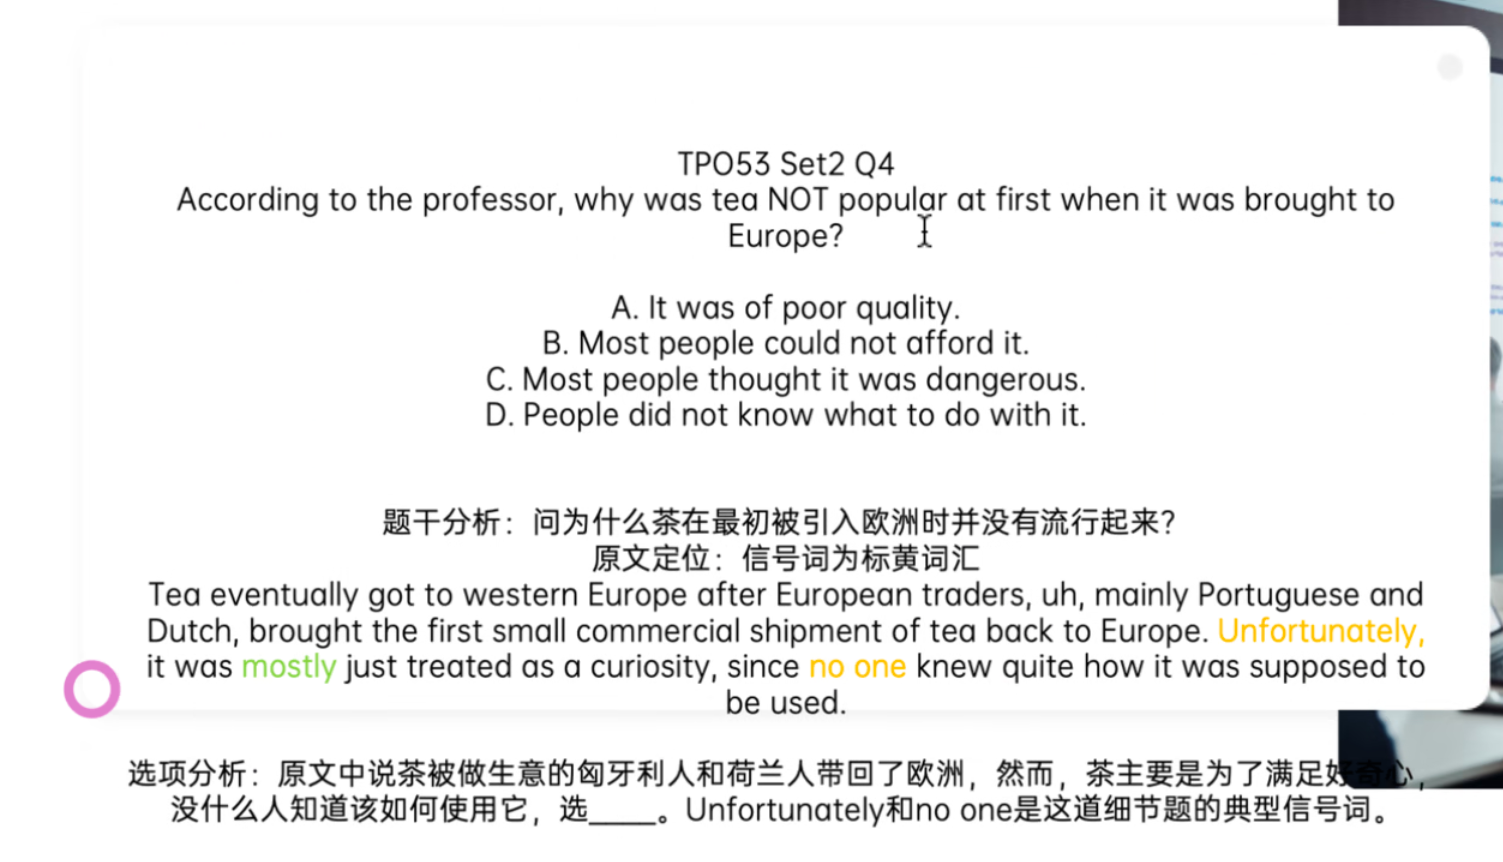 TPO53 Set2 Q4
According to the professor, why was tea NOT popular at first when it was brought to
Europe?
A. It was of poor quality.
B. Most people could not afford it.
C. Most people thought it was dangerous.
D. People did not know what to do with it.
题干分析：问为什么茶在最初被引入欧洲时并没有流行起来？
原文定位：信号词为标黄词汇
Tea eventually got to western Europe after European traders, uh, mainly Portuguese and
Dutch, brought the first small commercial shipment of tea back to Europe. Unfortunately,
it was mostly just treated as a curiosity, since no one knew quite how it was supposed to
be used.
选项分析：原文中说茶被做生意的匈牙利人和荷兰人带回了欧洲，然而，茶主要是为了满足好奇心，
没什么人知道该如何使用它，选____。Unfortunately和no one是这道细节题的典型信号词。